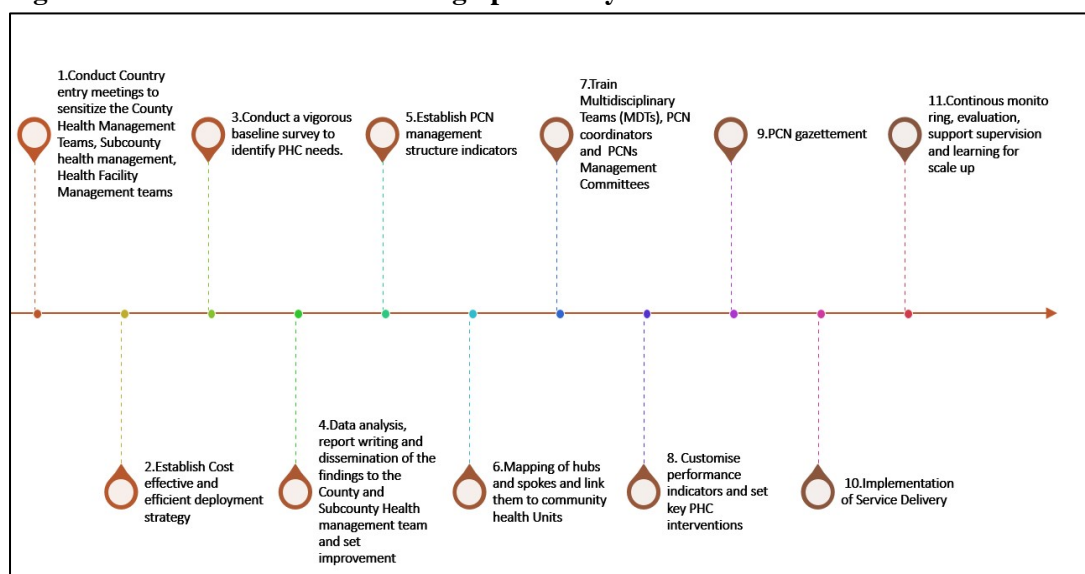 1.Conduct Country
entry meetings to
sensitize the County
Health Management
Teams, Subcounty
health management,
Health Facility
Management teams
2.Establish Cost
effective and
efficient deployment
strategy
3.Conduct a vigorous
baseline survey to
identify PHC needs.
4.Data analysis,
report writing and
dissemination of the
findings to the
County and
Subcounty Health
management team
and set
improvement
5.Establish PCN
management
structure indicators
6.Mapping of hubs
and spokes and link
them to community
health Units
7.Train
Multidisciplinary
Teams (MDTs), PCN
coordinators
and PCNs
Management
Committees
8. Customise
performance
indicators and set
key PHC
interventions
9.PCN gazettement
10.Implementation
of Service Delivery
11.Continous monito
ring, evaluation,
support supervision
and learning for
scale up